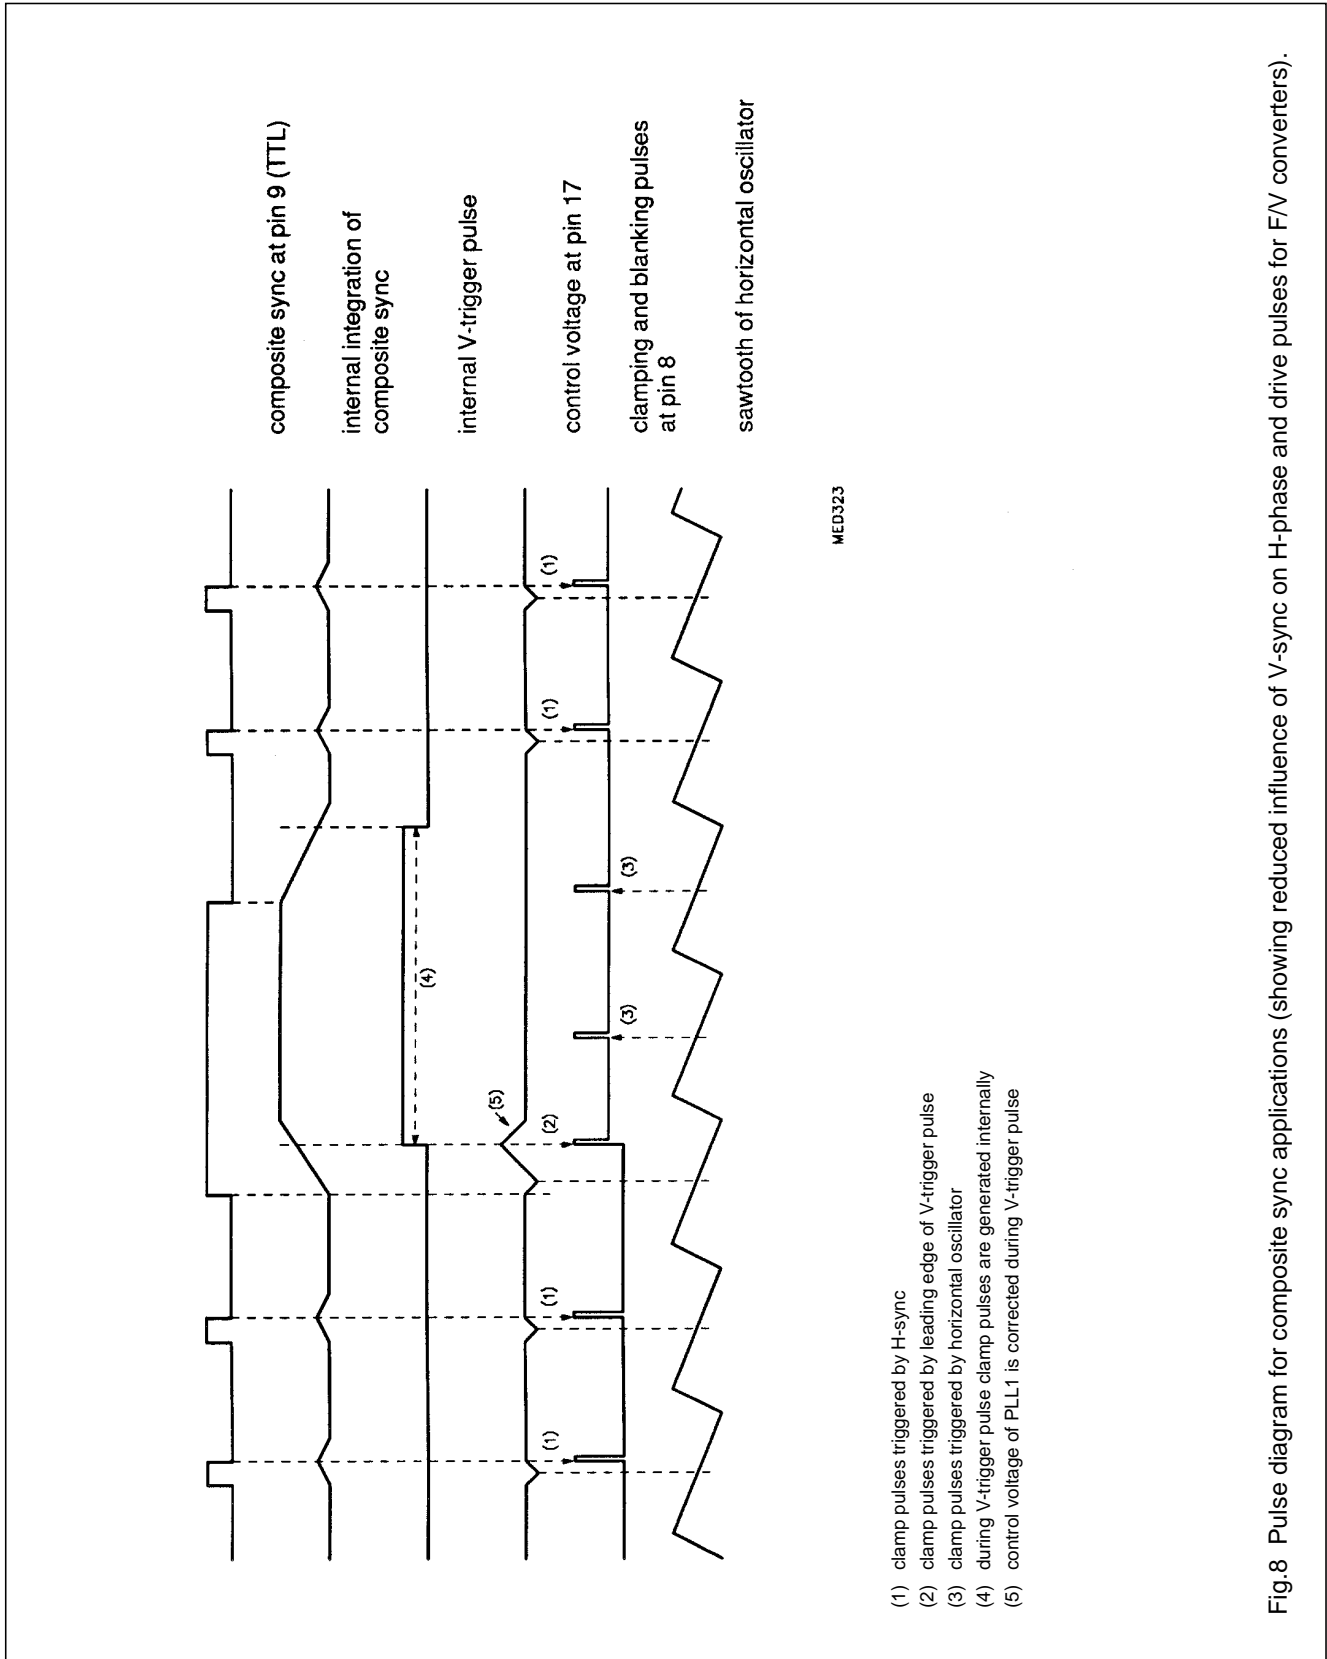 composite sync at pin 9 (TTL)
internal integration of
composite sync
internal V-trigger pulse
control voltage at pin 17
clamping and blanking pulses
at pin 8
sawtooth of horizontal oscillator
(4)
(5)
(1)
(1)
(2)
(3)
(3)
(1)
(1)
MED323
(1) clamp pulses triggered by H-sync
(2) clamp pulses triggered by leading edge of V-trigger pulse
(3) clamp pulses triggered by horizontal oscillator
(4) during V-trigger pulse clamp pulses are generated internally
(5) control voltage of PLL1 is corrected during V-trigger pulse
Fig.8 Pulse diagram for composite sync applications (showing reduced influence of V-sync on H-phase and drive pulses for F/V converters).